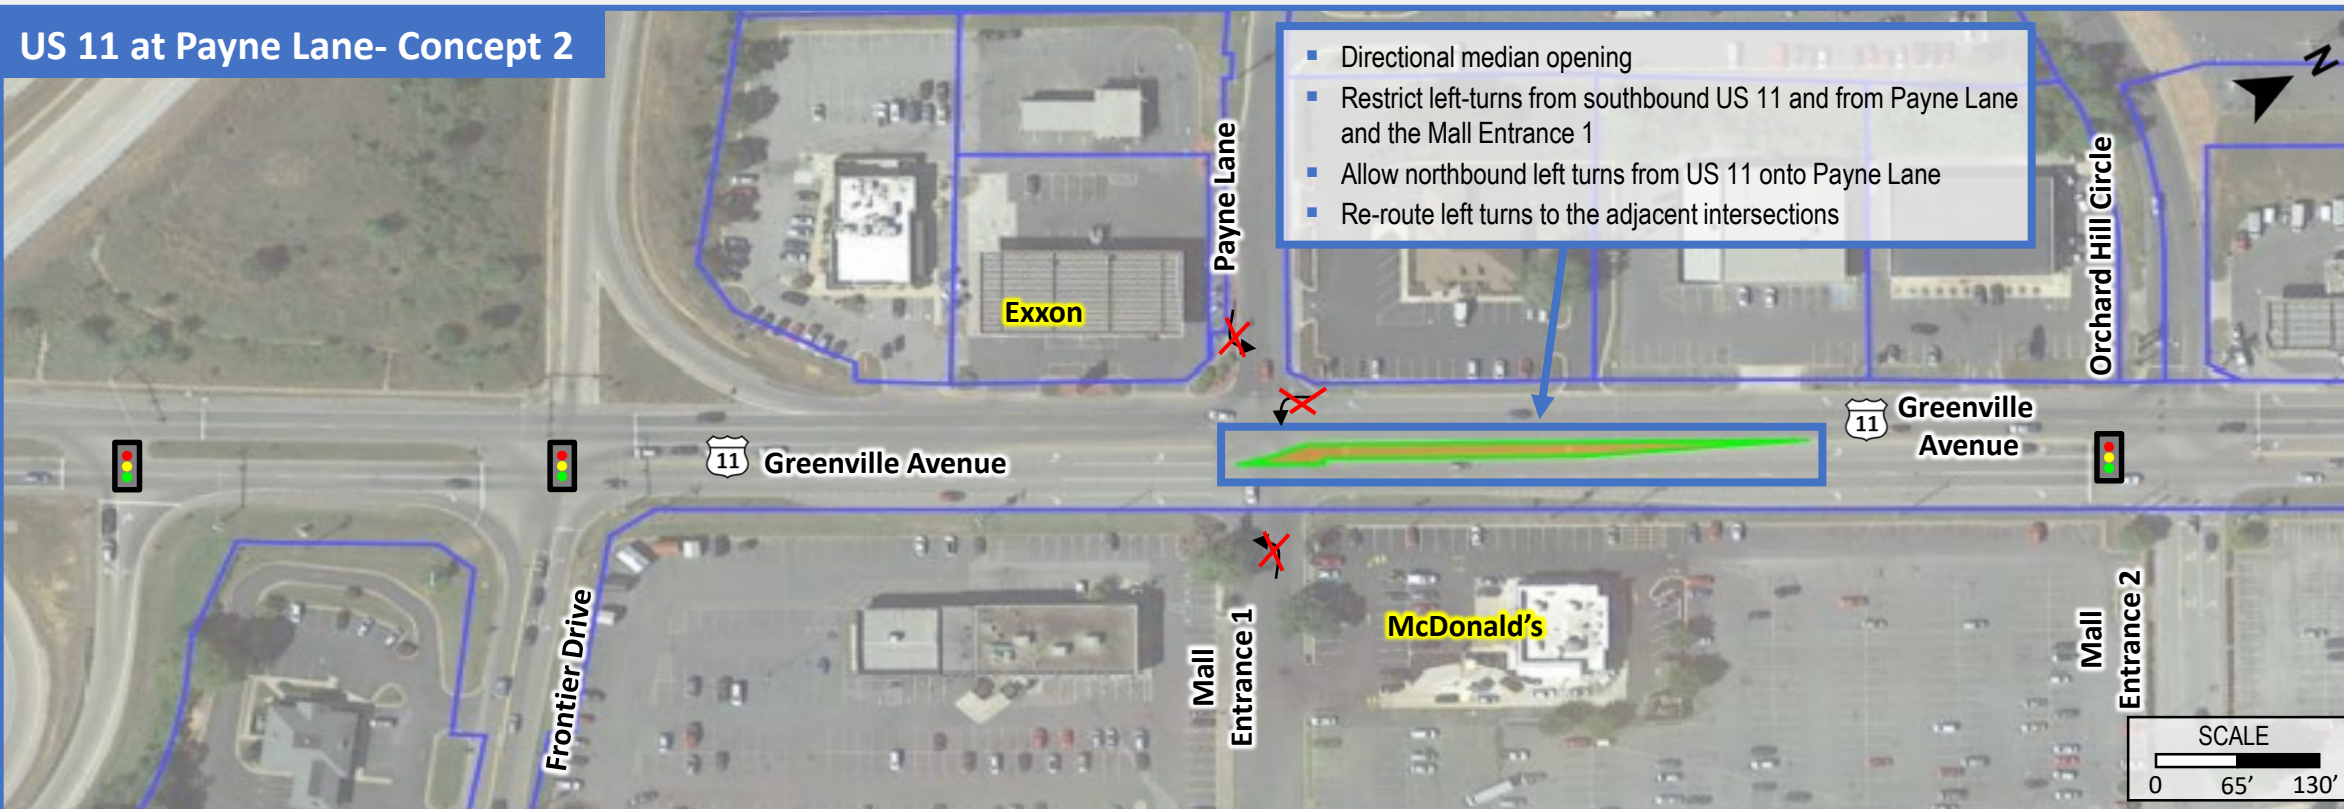 US 11 at Payne Lane- Concept 2
▪ Directional median opening
▪ Restrict left-turns from southbound US 11 and from Payne Lane
and the Mall Entrance 1
▪ Allow northbound left turns from US 11 onto Payne Lane
▪ Re-route left turns to the adjacent intersections
N
Payne Lane
Orchard Hill Circle
Exxon
11
Greenville
Avenue
11
Greenville Avenue
Frontier Drive
Mall
Entrance 1
McDonald's
Mall
Entrance 2
SCALE
0 65' 130'